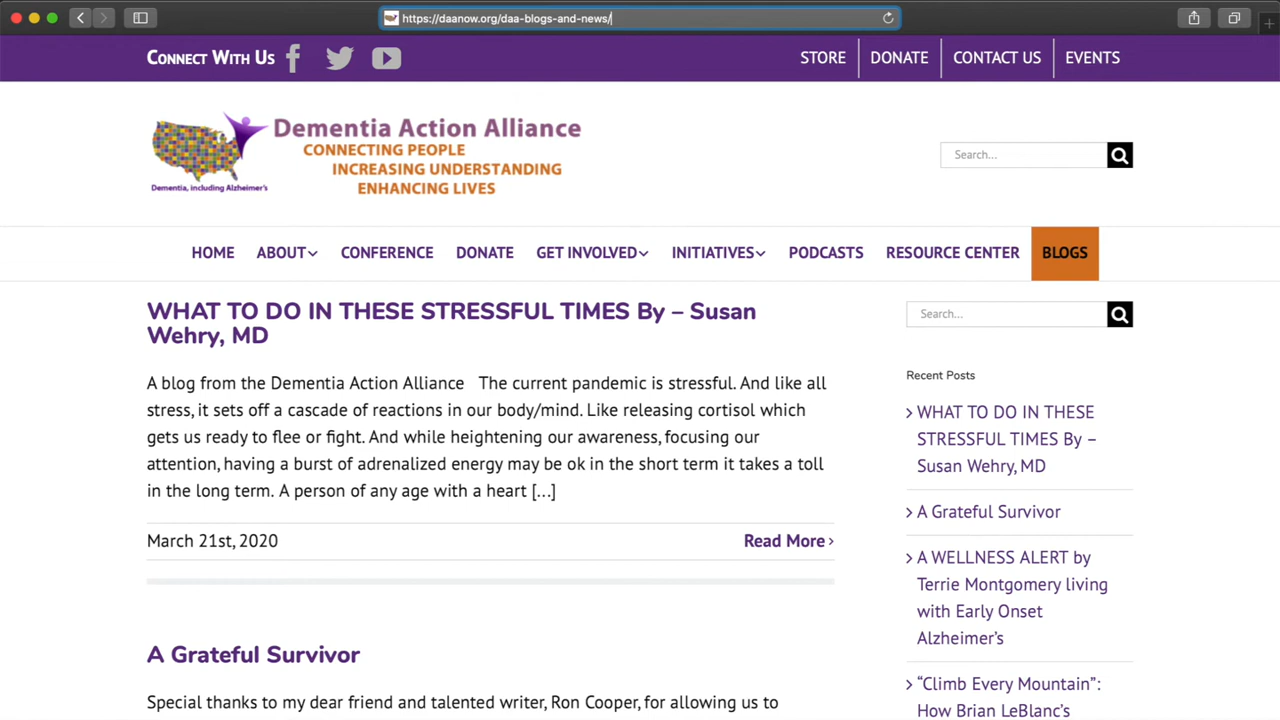 https://daanow.org/daa-blogs-and-news/
Connect With Us
STORE
DONATE
CONTACT US
EVENTS
Dementia Action Alliance
CONNECTING PEOPLE
INCREASING UNDERSTANDING
ENHANCING LIVES
Dementia, including Alzheimer's
Search...
HOME
ABOUT
CONFERENCE
DONATE
GET INVOLVED
INITIATIVES
PODCASTS
RESOURCE CENTER
BLOGS
WHAT TO DO IN THESE STRESSFUL TIMES By – Susan
Wehry, MD
A blog from the Dementia Action Alliance The current pandemic is stressful. And like all
stress, it sets off a cascade of reactions in our body/mind. Like releasing cortisol which
gets us ready to flee or fight. And while heightening our awareness, focusing our
attention, having a burst of adrenalized energy may be ok in the short term it takes a toll
in the long term. A person of any age with a heart [...]
March 21st, 2020
Read More
A Grateful Survivor
Special thanks to my dear friend and talented writer, Ron Cooper, for allowing us to
Search...
Recent Posts
WHAT TO DO IN THESE
STRESSFUL TIMES By –
Susan Wehry, MD
A Grateful Survivor
A WELLNESS ALERT by
Terrie Montgomery living
with Early Onset
Alzheimer's
"Climb Every Mountain":
How Brian LeBlanc's